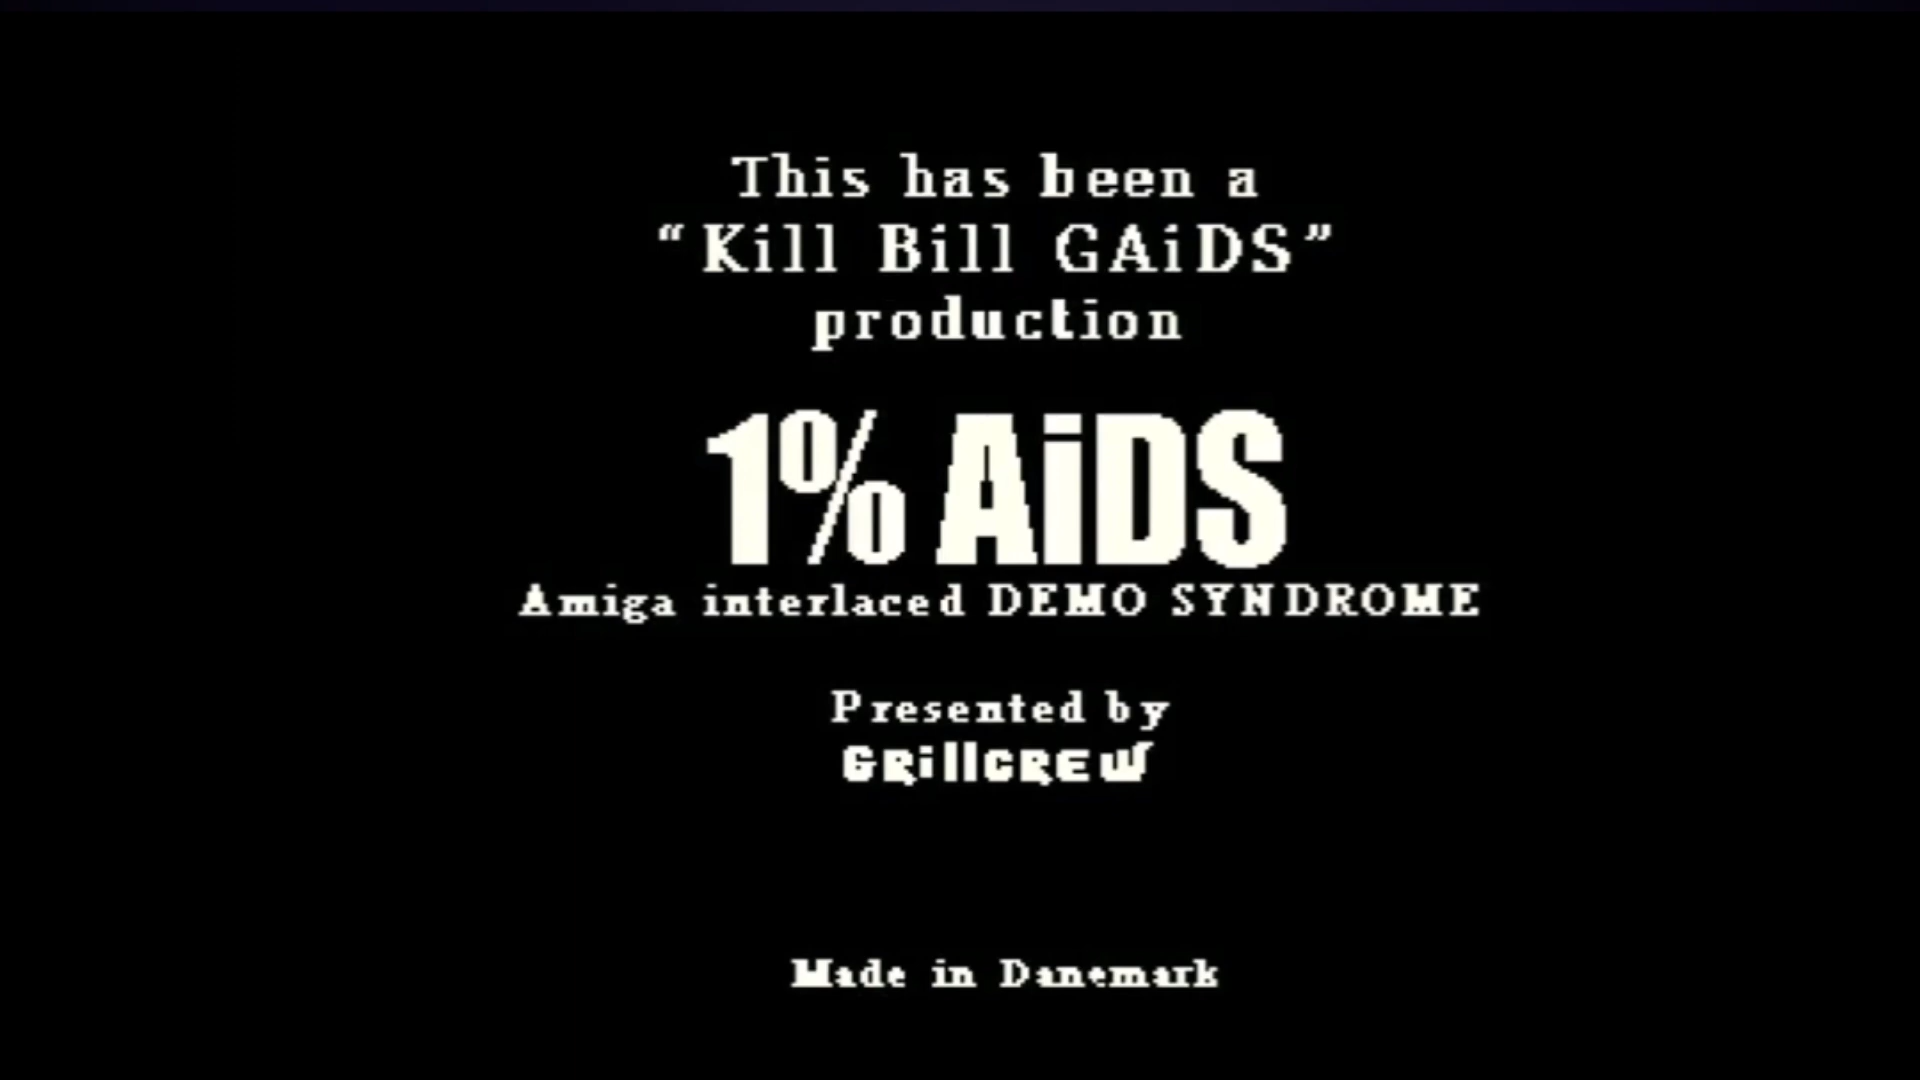 This has been a
“Kill Bill GAiDS”
production
1% AiDS
Amiga interlaced DEMO SYNDROME
Presented by
GRillCREW
Made in Danemark